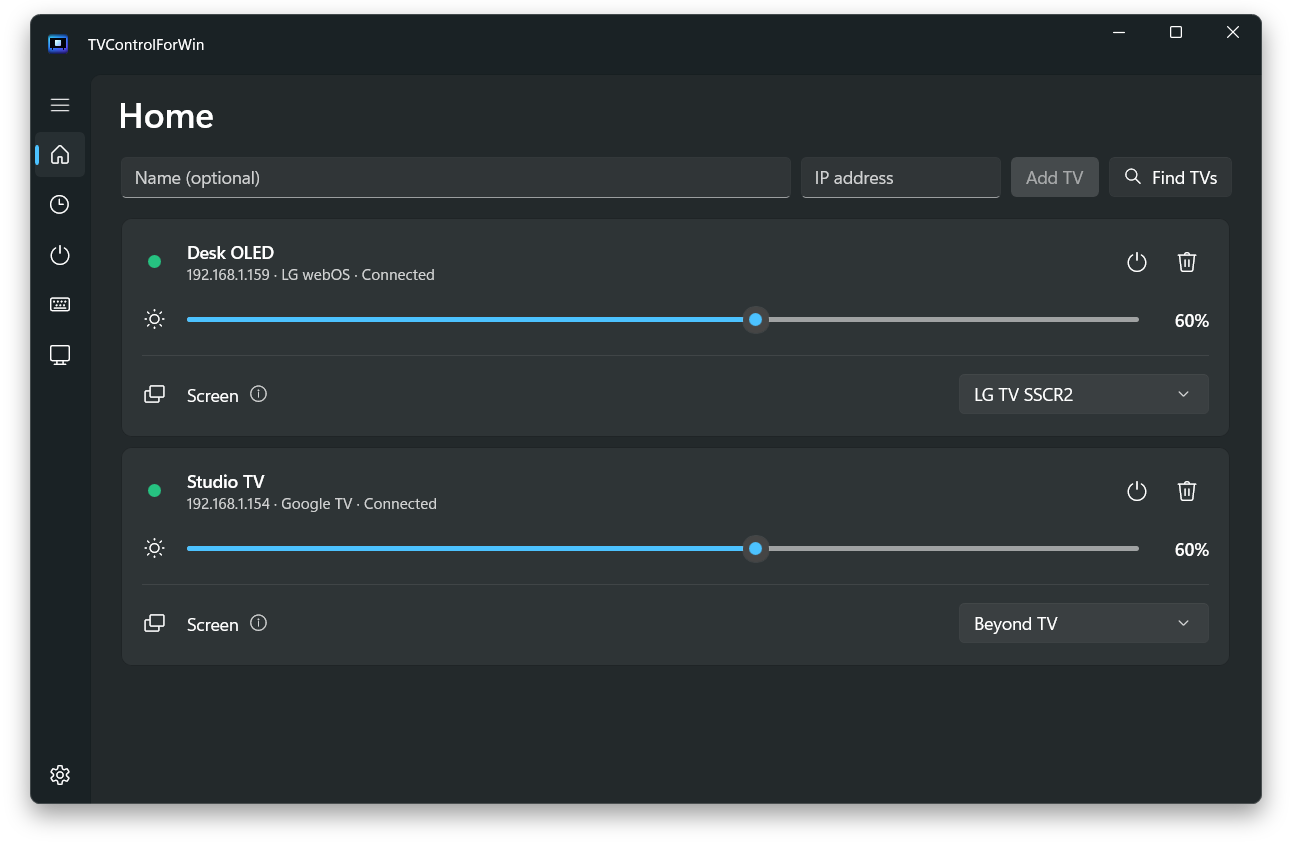 TVControlForWin
Home
Name (optional)
IP address
Add TV
Find TVs
Desk OLED
192.168.1.159 · LG webOS · Connected
60%
Screen
LG TV SSCR2
Studio TV
192.168.1.154 · Google TV · Connected
60%
Screen
Beyond TV